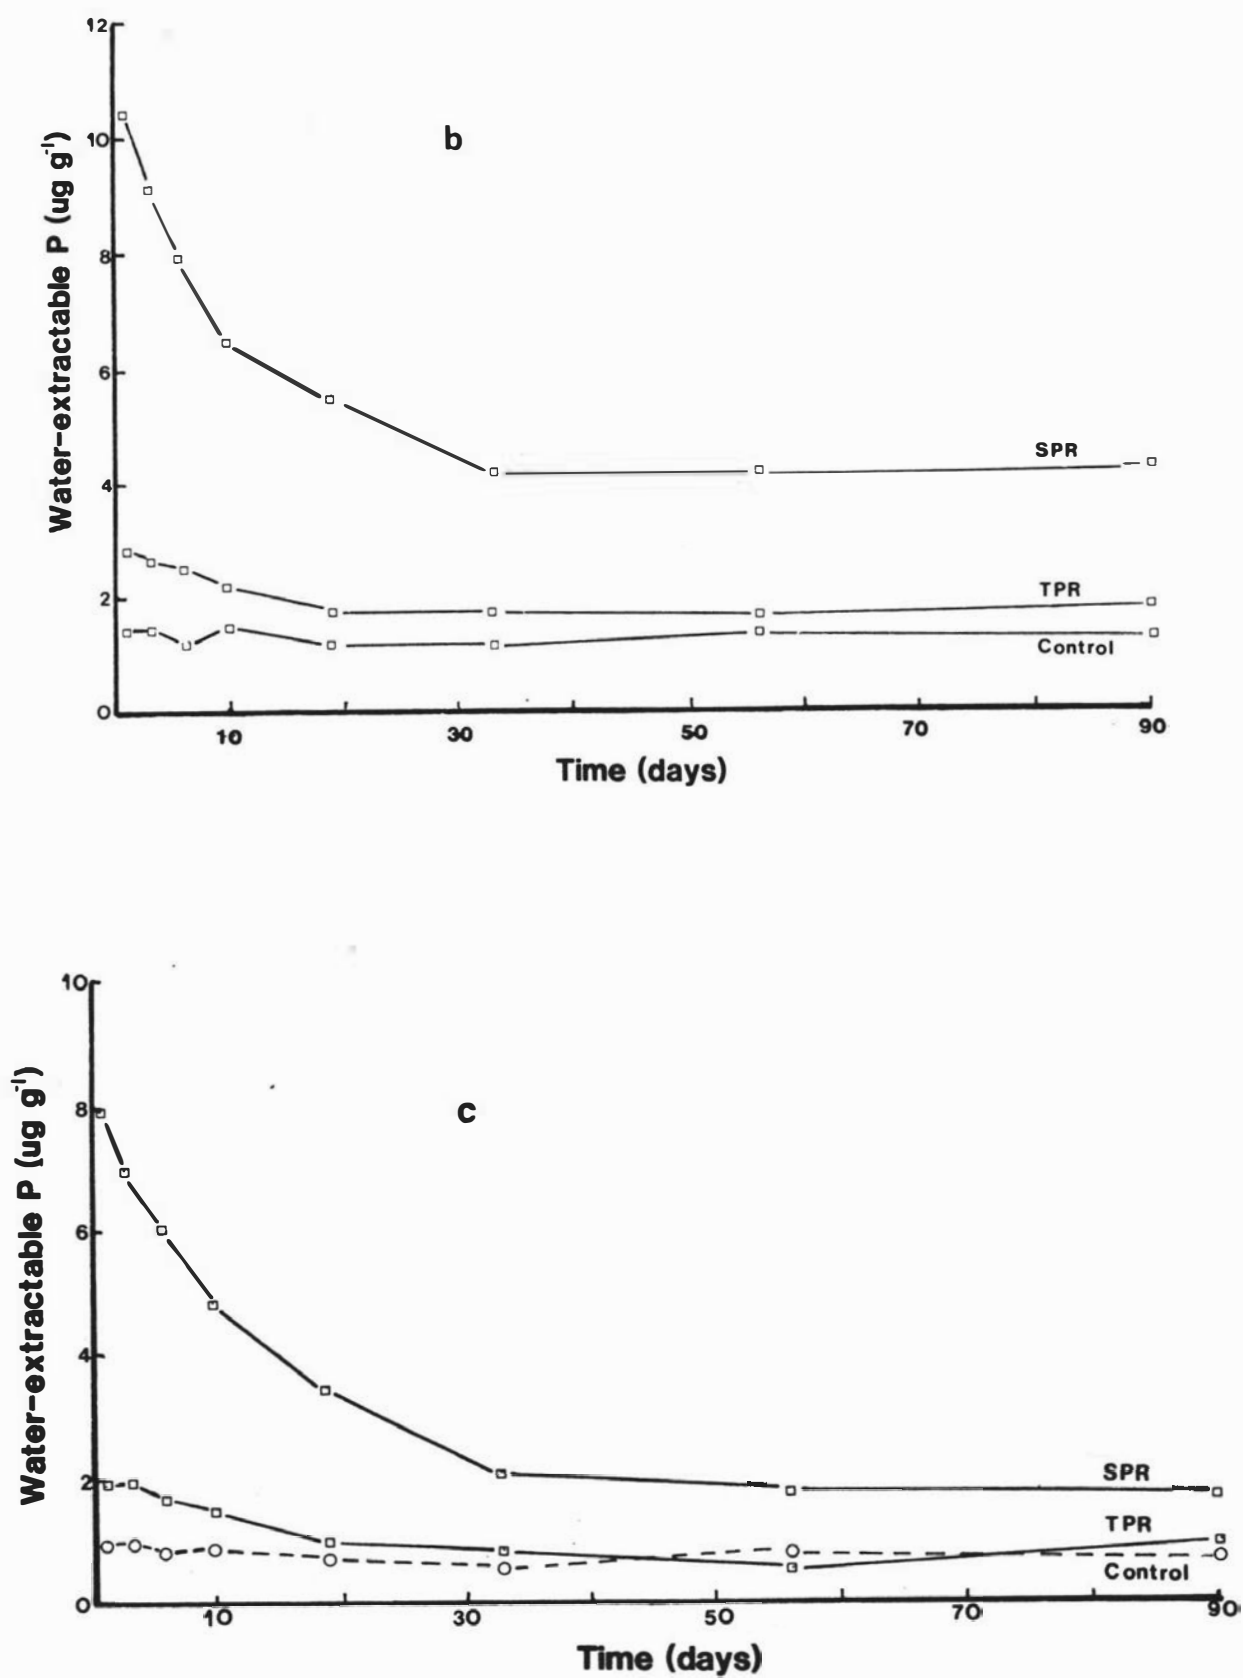 12
10
8
6
4
2
0
Water-extractable P (ug g⁻¹)
b
SPR
TPR
Control
10 30 50 70 90
Time (days)
10
8
6
4
2
0
Water-extractable P (ug g⁻¹)
c
SPR
TPR
Control
10 30 50 70 90
Time (days)